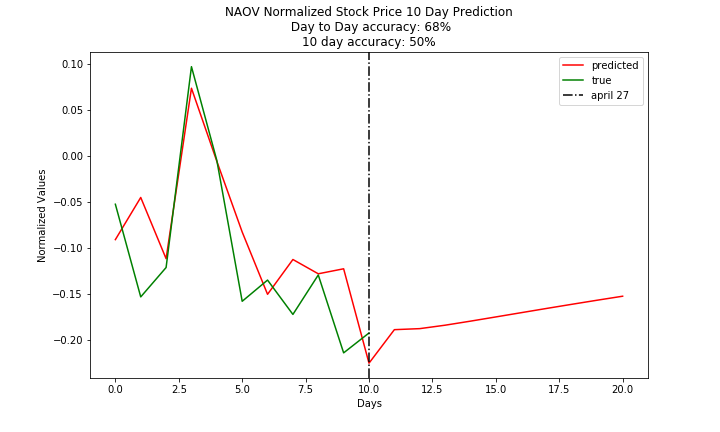 NAOV Normalized Stock Price 10 Day Prediction
Day to Day accuracy: 68%
10 day accuracy: 50%
predicted
true
april 27
0.10
0.05
0.00
−0.05
−0.10
−0.15
−0.20
Normalized Values
0.0 2.5 5.0 7.5 10.0 12.5 15.0 17.5 20.0
Days